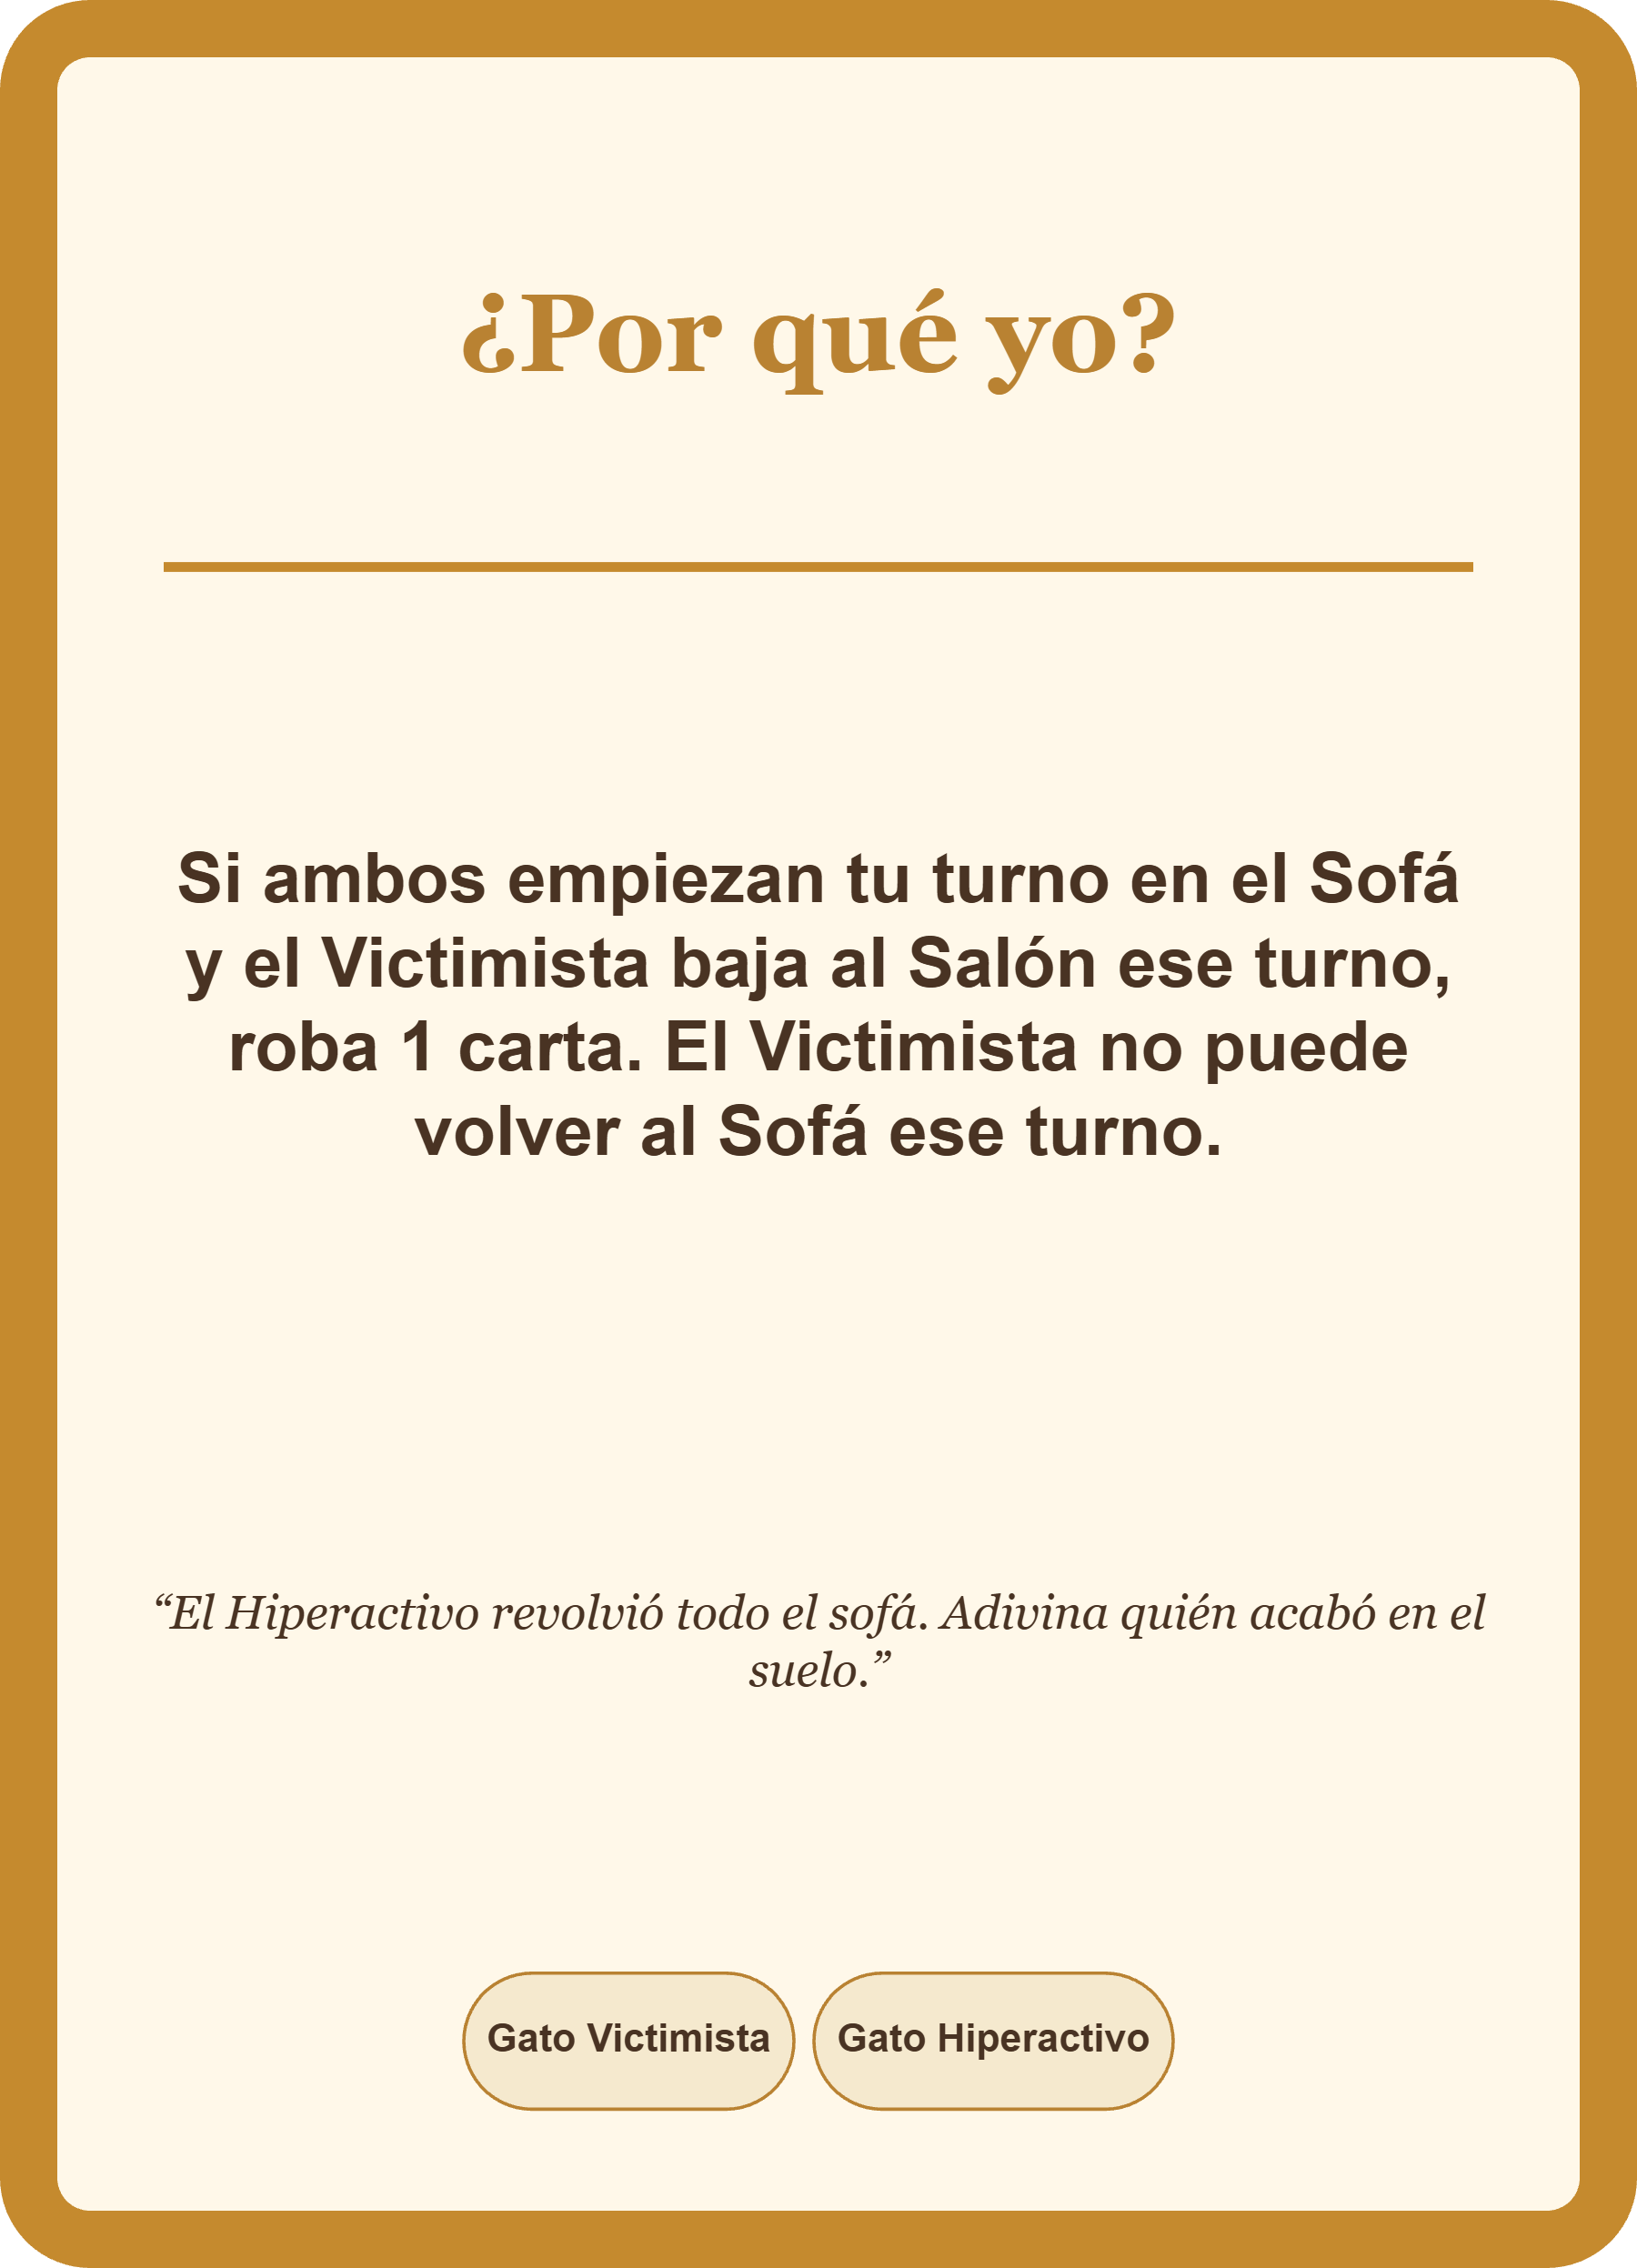 ¿Por qué yo?
Si ambos empiezan tu turno en el Sofá
y el Victimista baja al Salón ese turno,
roba 1 carta. El Victimista no puede
volver al Sofá ese turno.
“El Hiperactivo revolvió todo el sofá. Adivina quién acabó en el
suelo.”
Gato Victimista
Gato Hiperactivo